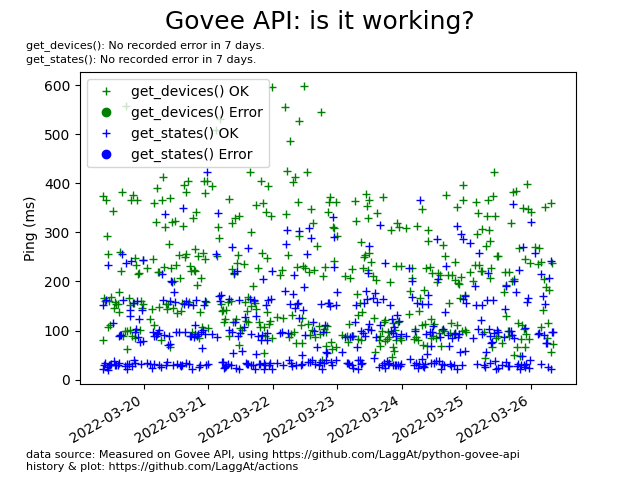 Govee API: is it working?
get_devices(): No recorded error in 7 days.
get_states(): No recorded error in 7 days.
get_devices() OK
get_devices() Error
get_states() OK
get_states() Error
Ping (ms)
600
500
400
300
200
100
0
2022-03-20
2022-03-21
2022-03-22
2022-03-23
2022-03-24
2022-03-25
2022-03-26
data source: Measured on Govee API, using https://github.com/LaggAt/python-govee-api
history & plot: https://github.com/LaggAt/actions